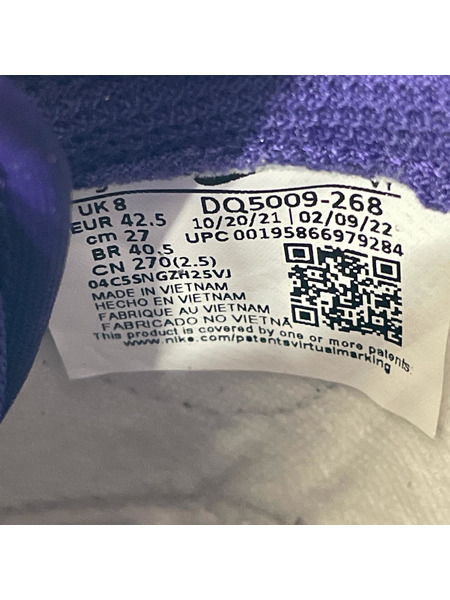 VY
UK 8
EUR 42.5
cm 27
BR 40.5
CN 270(2.5)
04C5SNGZH25VJ
DQ5009-268
10/20/21 | 02/09/22
UPC 00195866979284
MADE IN VIETNAM
HECHO EN VIETNAM
FABRIQUE AU VIETNAM
FABRICADO NO VIETNA
This product is covered by one or more patents.
www.nike.com/patentsvirtualmarking